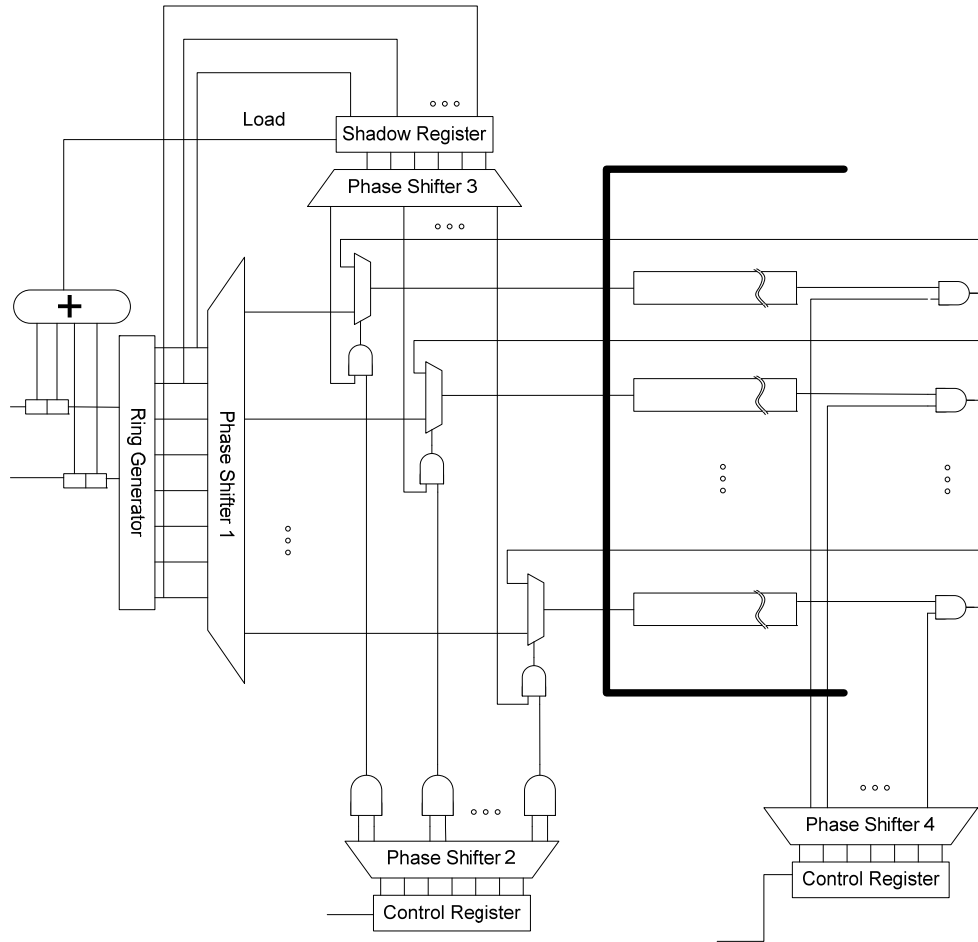 Load
Shadow Register
Phase Shifter 3
+
Ring Generator
Phase Shifter 1
Phase Shifter 2
Control Register
Phase Shifter 4
Control Register